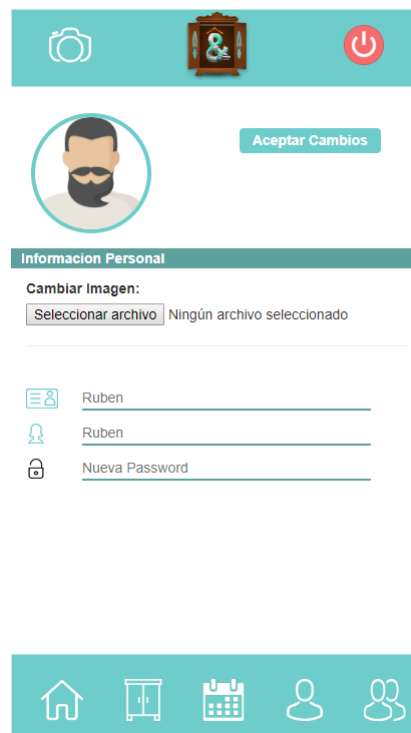 &
Aceptar Cambios
Informacion Personal
Cambiar Imagen:
Seleccionar archivo Ningún archivo seleccionado
Ruben
Ruben
Nueva Password